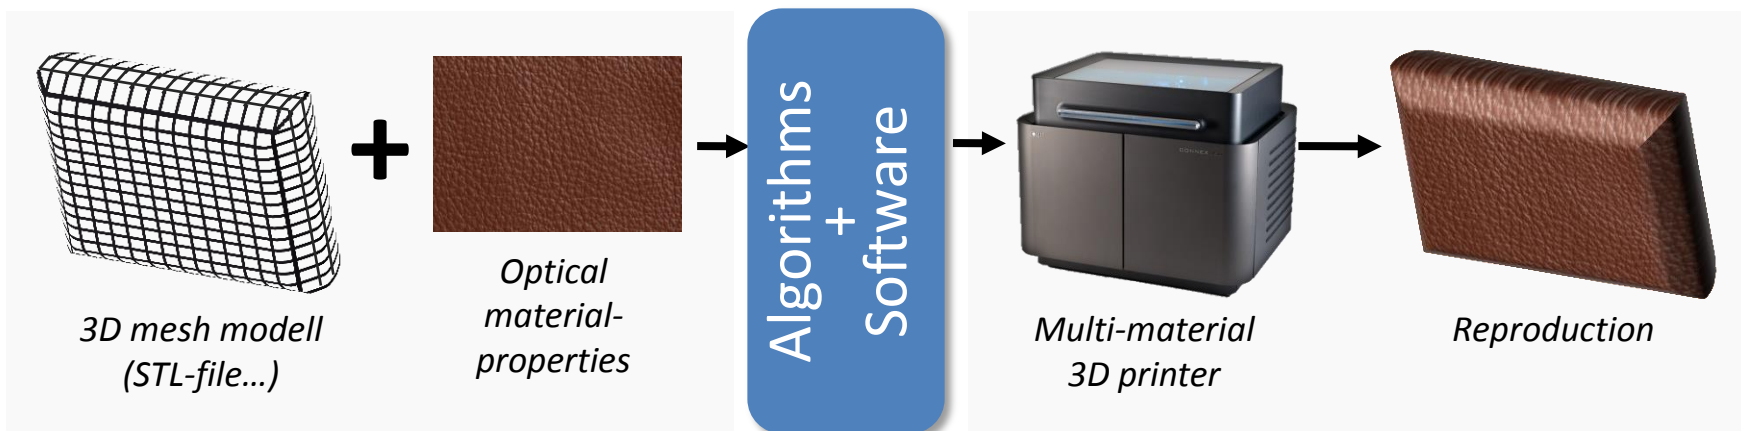 3D mesh modell
(STL-file…)
Optical
material-
properties
Algorithms
+
Software
Multi-material
3D printer
Reproduction